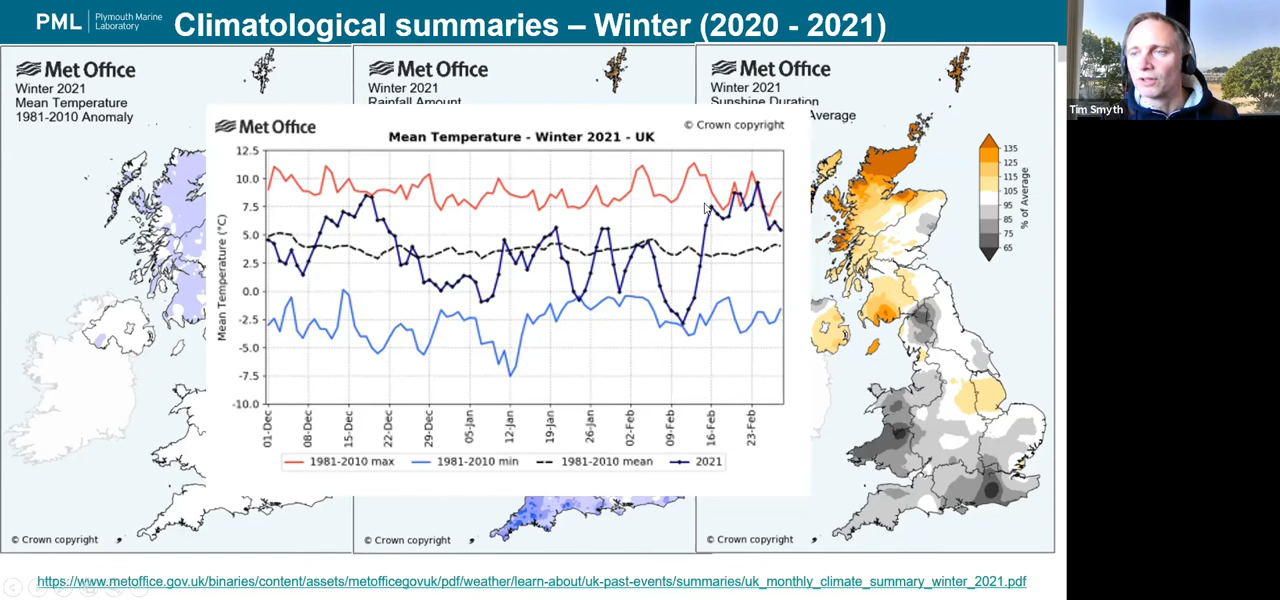 PML Plymouth Marine
Laboratory
Climatological summaries – Winter (2020 - 2021)
Met Office
Winter 2021
Mean Temperature
1981-2010 Anomaly
Met Office
Winter 2021
Rainfall Amount
Met Office
Winter 2021
Sunshine Duration
Average
Tim Smyth
Met Office
© Crown copyright
Mean Temperature - Winter 2021 - UK
Mean Temperature (°C)
12.5
10.0
7.5
5.0
2.5
0.0
-2.5
-5.0
-7.5
-10.0
01-Dec
08-Dec
15-Dec
22-Dec
29-Dec
05-Jan
12-Jan
19-Jan
26-Jan
02-Feb
09-Feb
16-Feb
23-Feb
1981-2010 max
1981-2010 min
1981-2010 mean
2021
135
125
115
105
95
85
75
65
% of Average
© Crown copyright
© Crown copyright
© Crown copyright
https://www.metoffice.gov.uk/binaries/content/assets/metofficegovuk/pdf/weather/learn-about/uk-past-events/summaries/uk_monthly_climate_summary_winter_2021.pdf